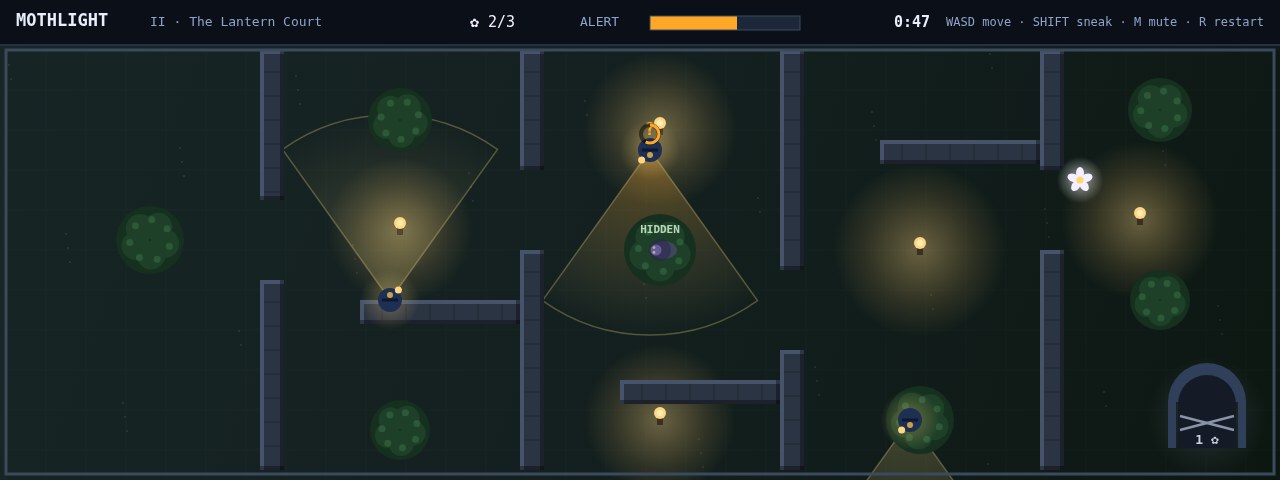 MOTHLIGHT II · The Lantern Court ✿ 2/3 ALERT 0:47 WASD move · SHIFT sneak · M mute · R restart
?
HIDDEN
1 ✿